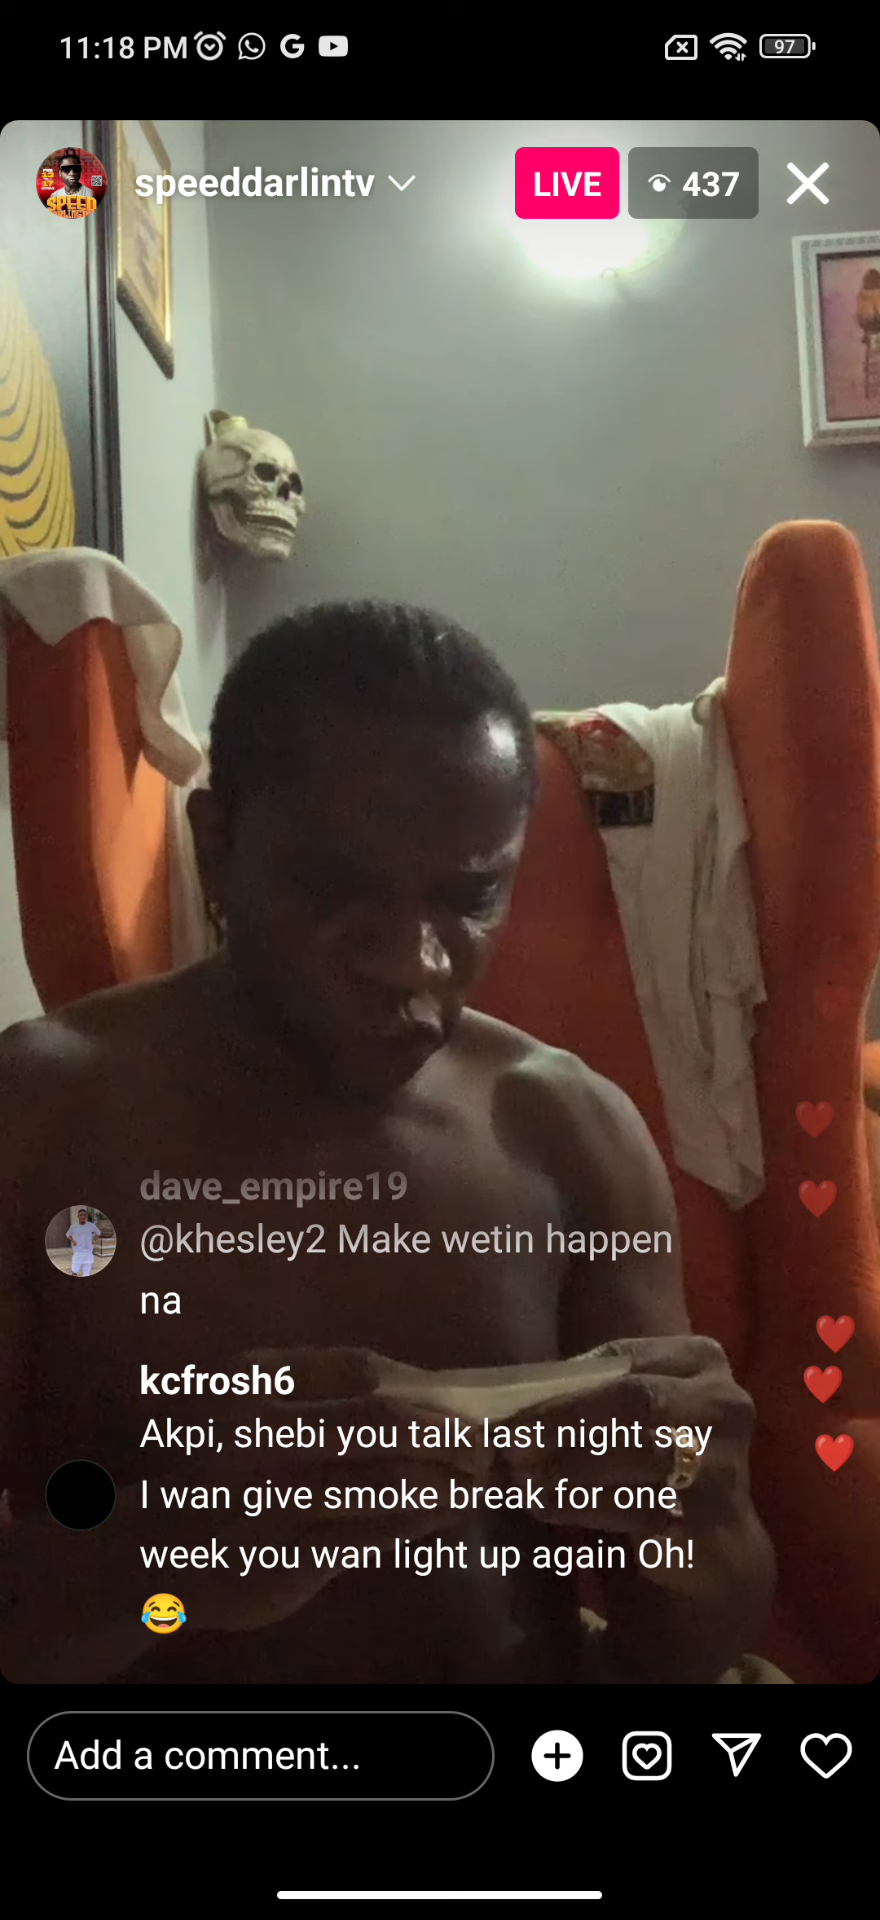 11:18 PM
97
speeddarlintv
LIVE
437
SPEED
dave_empire19
@khesley2 Make wetin happen
na
kcfrosh6
Akpi, shebi you talk last night say
I wan give smoke break for one
week you wan light up again Oh!
😂
Add a comment...